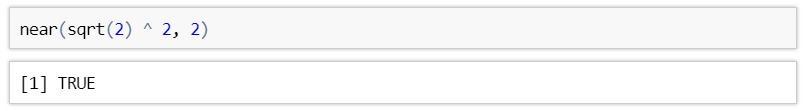 near(sqrt(2) ^ 2, 2)
[1] TRUE